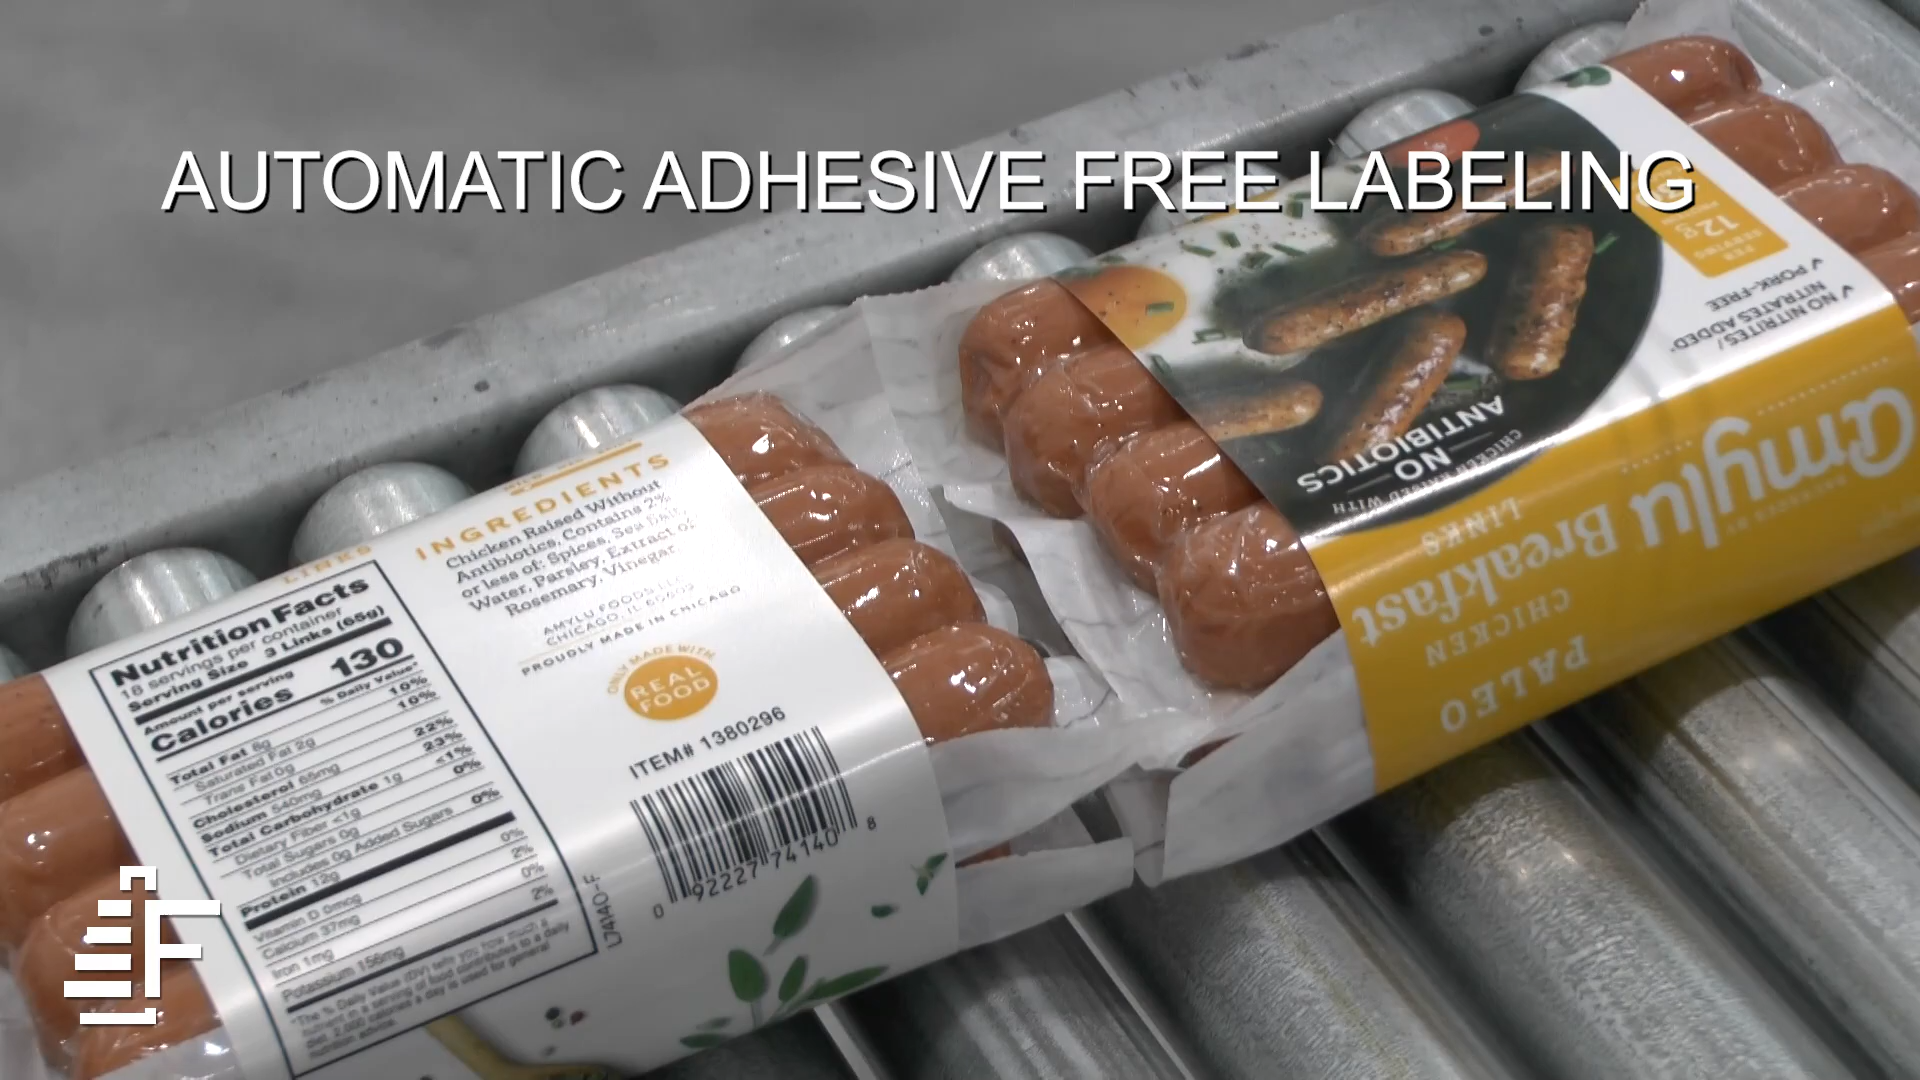 AUTOMATIC ADHESIVE FREE LABELING
LINKS
Nutrition Facts
18 servings per container
Serving Size 3 Links (65g)
Amount per serving
Calories 130
% Daily Value*
Total Fat 8g 10%
Saturated Fat 2g 10%
Trans Fat 0g
Cholesterol 65mg 22%
Sodium 540mg 23%
Total Carbohydrate 1g <1%
Dietary Fiber <1g
Total Sugars 0g
Includes 0g Added Sugars 0%
Protein 12g
Vitamin D 0mcg 0%
Calcium 37mg 2%
Iron 1mg
Potassium 156mg 2%
*The % Daily Value (DV) tells you how much a
nutrient in a serving of food contributes to a daily
diet. 2,000 calories a day is used for general
nutrition advice.
INGREDIENTS
Chicken Raised Without
Antibiotics, Contains 2%
or less of: Spices, Sea Salt,
Water, Parsley, Extract of
Rosemary, Vinegar.
AMYLU FOODS, LLC
CHICAGO, IL
PROUDLY MADE IN CHICAGO
ONLY MADE WITH
REAL
FOOD
ITEM# 1380296
0 92227 74140 8
L74140-F
12g
PER
SERVING
✓ NO NITRITES/
NITRATES ADDED*
✓ PORK-FREE
NO
ANTIBIOTICS
CHICKEN RAISED WITH
amylu
PALEO
CHICKEN
Breakfast
LINKS
F